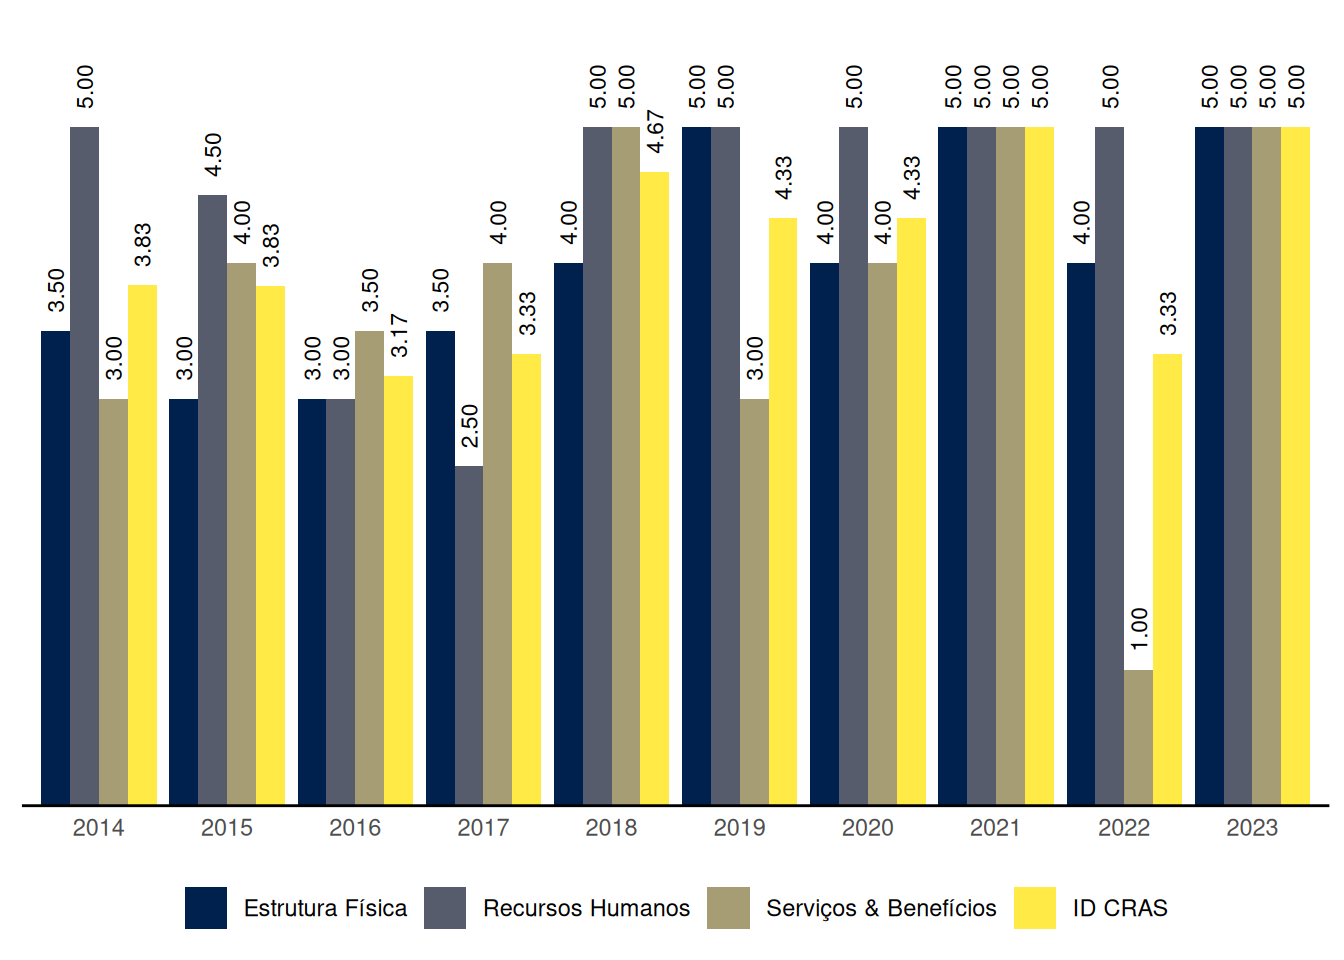 3.50 5.00 3.00 3.83 3.00 4.50 4.00 3.83 3.00 3.00 3.50 3.17 3.50 2.50 4.00 3.33 4.00 5.00 5.00 4.67 5.00 5.00 3.00 4.33 4.00 5.00 4.00 4.33 5.00 5.00 5.00 5.00 4.00 5.00 1.00 3.33 5.00 5.00 5.00 5.00
2014 2015 2016 2017 2018 2019 2020 2021 2022 2023
Estrutura Física Recursos Humanos Serviços & Benefícios ID CRAS